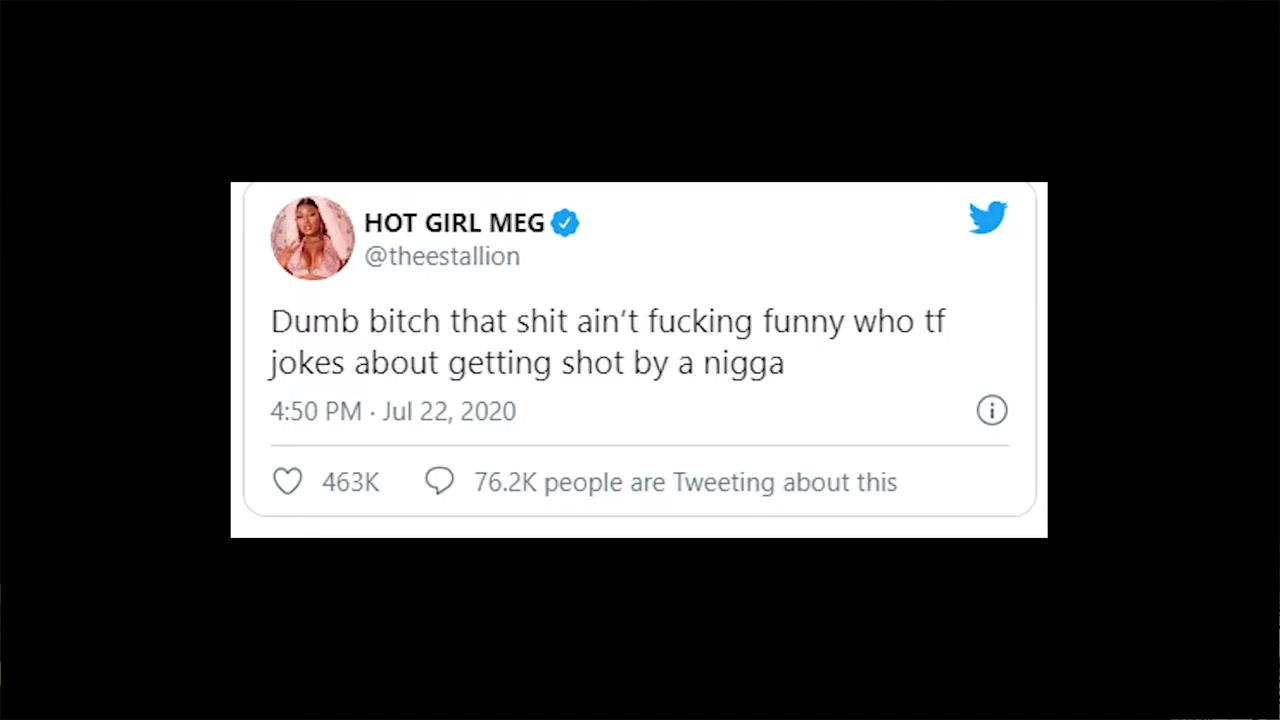 HOT GIRL MEG
@theestallion
Dumb bitch that shit ain’t fucking funny who tf
jokes about getting shot by a nigga
4:50 PM · Jul 22, 2020
463K 76.2K people are Tweeting about this